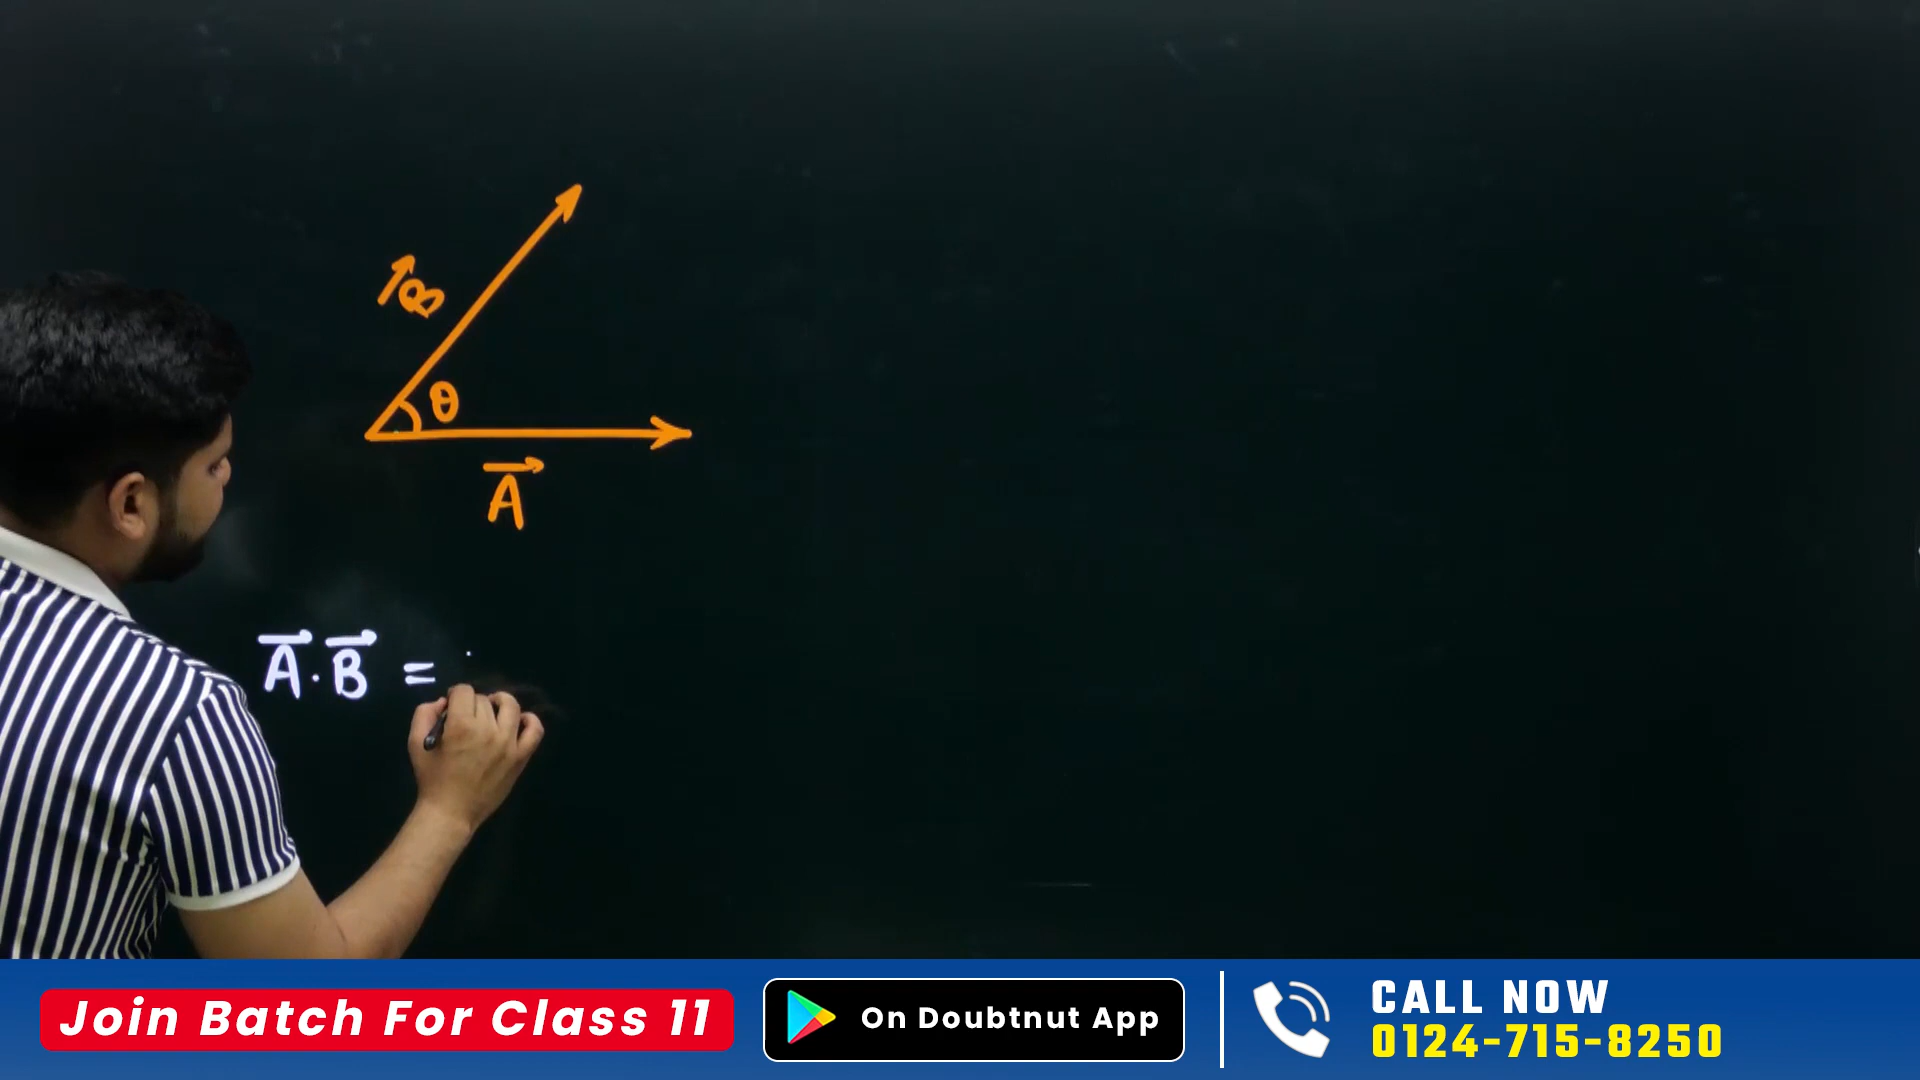 B⃗
θ
A⃗
A⃗ · B⃗ =
Join Batch For Class 11
On Doubtnut App
CALL NOW
0124-715-8250